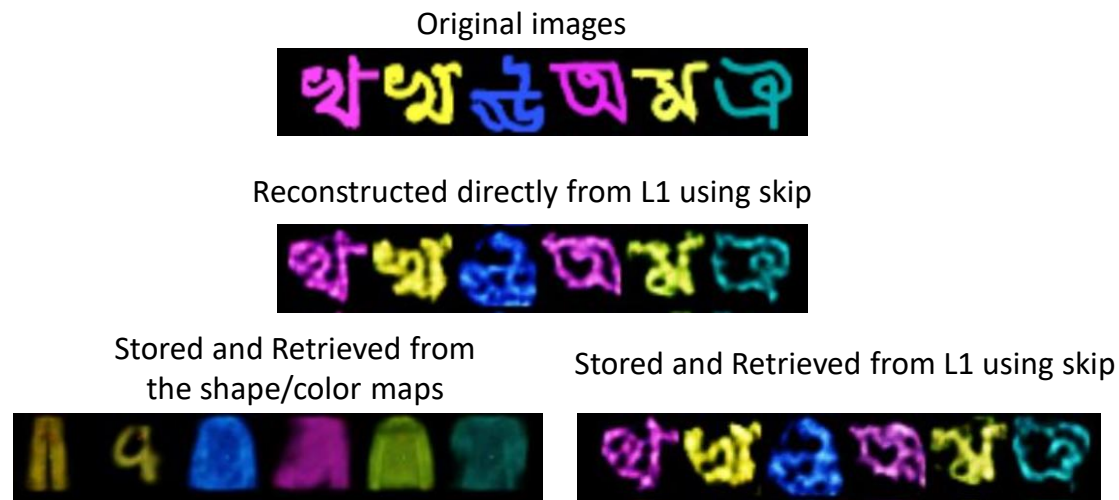 Original images
খ অ ম
Reconstructed directly from L1 using skip
Stored and Retrieved from
the shape/color maps
9
Stored and Retrieved from L1 using skip